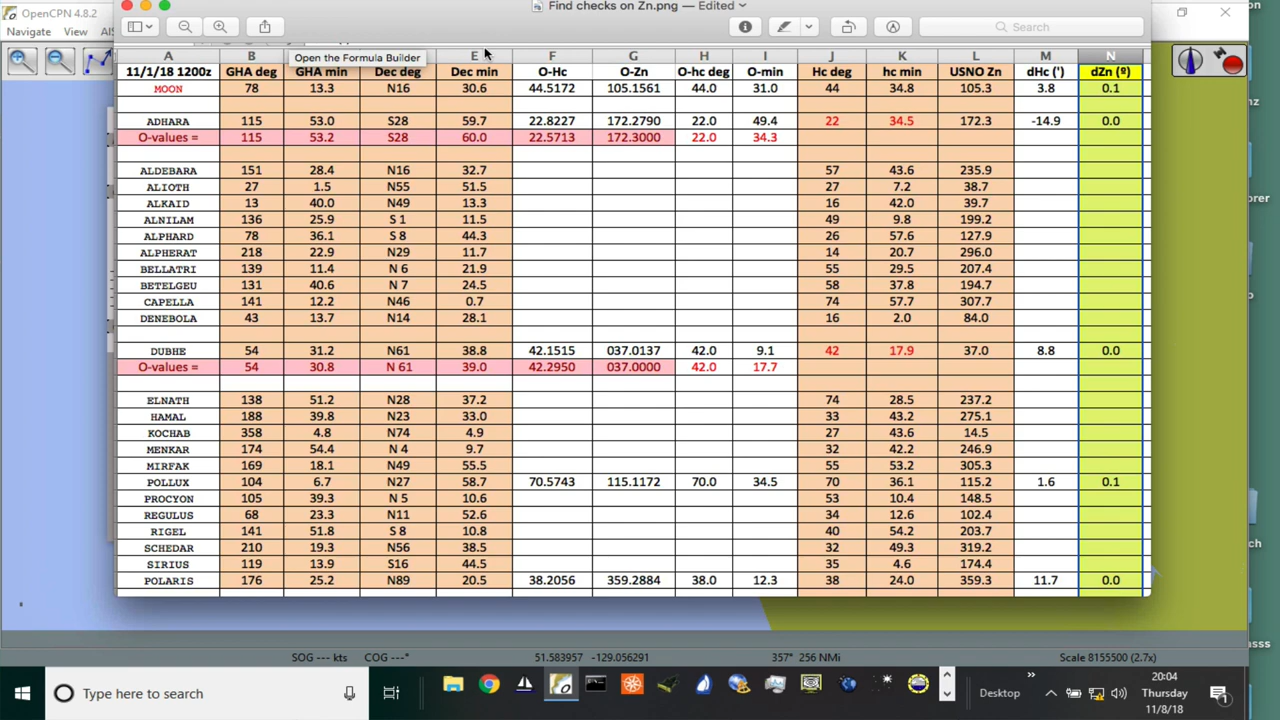 OpenCPN 4.8.2
Find checks on Zn.png — Edited
Navigate View AIS
Search
Open the Formula Builder
A B E F G H I J K L M N
11/1/18 1200z GHA deg GHA min Dec deg Dec min O-Hc O-Zn O-hc deg O-min Hc deg hc min USNO Zn dHc (') dZn (º)
MOON 78 13.3 N16 30.6 44.5172 105.1561 44.0 31.0 44 34.8 105.3 3.8 0.1
ADHARA 115 53.0 S28 59.7 22.8227 172.2790 22.0 49.4 22 34.5 172.3 -14.9 0.0
O-values = 115 53.2 S28 60.0 22.5713 172.3000 22.0 34.3
ALDEBARA 151 28.4 N16 32.7 57 43.6 235.9
ALIOTH 27 1.5 N55 51.5 27 7.2 38.7
ALKAID 13 40.0 N49 13.3 16 42.0 39.7
ALNILAM 136 25.9 S 1 11.5 49 9.8 199.2
ALPHARD 78 36.1 S 8 44.3 26 57.6 127.9
ALPHERAT 218 22.9 N29 11.7 14 20.7 296.0
BELLATRI 139 11.4 N 6 21.9 55 29.5 207.4
BETELGEU 131 40.6 N 7 24.5 58 37.8 194.7
CAPELLA 141 12.2 N46 0.7 74 57.7 307.7
DENEBOLA 43 13.7 N14 28.1 16 2.0 84.0
DUBHE 54 31.2 N61 38.8 42.1515 037.0137 42.0 9.1 42 17.9 37.0 8.8 0.0
O-values = 54 30.8 N 61 39.0 42.2950 037.0000 42.0 17.7
ELNATH 138 51.2 N28 37.2 74 28.5 237.2
HAMAL 188 39.8 N23 33.0 33 43.2 275.1
KOCHAB 358 4.8 N74 4.9 27 43.6 14.5
MENKAR 174 54.4 N 4 9.7 32 42.2 246.9
MIRFAK 169 18.1 N49 55.5 55 53.2 305.3
POLLUX 104 6.7 N27 58.7 70.5743 115.1172 70.0 34.5 70 36.1 115.2 1.6 0.1
PROCYON 105 39.3 N 5 10.6 53 10.4 148.5
REGULUS 68 23.3 N11 52.6 34 12.6 102.4
RIGEL 141 51.8 S 8 10.8 40 54.2 203.7
SCHEDAR 210 19.3 N56 38.5 32 49.3 319.2
SIRIUS 119 13.9 S16 44.5 35 4.6 174.4
POLARIS 176 25.2 N89 20.5 38.2056 359.2884 38.0 12.3 38 24.0 359.3 11.7 0.0
SOG --- kts COG ---° 51.583957 -129.056291 357° 256 NMi Scale 8155500 (2.7x)
Type here to search
Desktop
20:04
Thursday
11/8/18
1